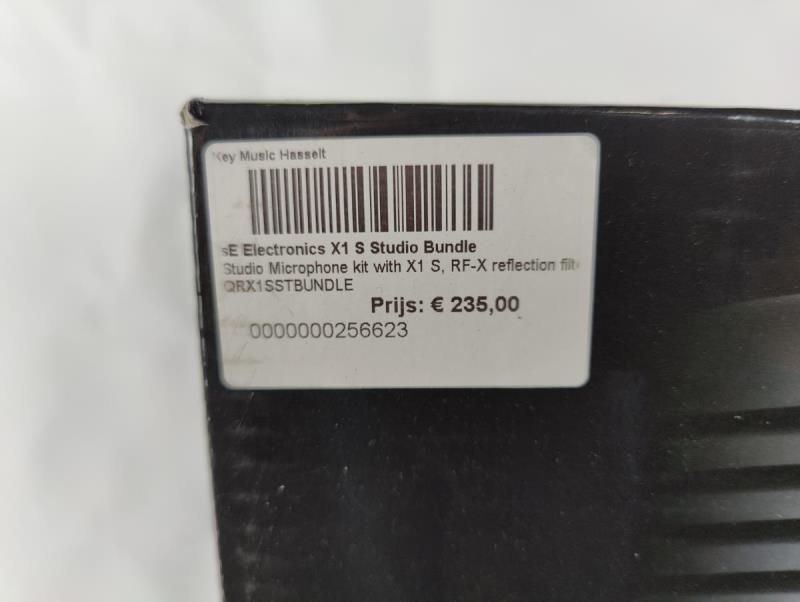 Key Music Hasselt
sE Electronics X1 S Studio Bundle
Studio Microphone kit with X1 S, RF-X reflection filt
QRX1SSTBUNDLE
Prijs: € 235,00
0000000256623